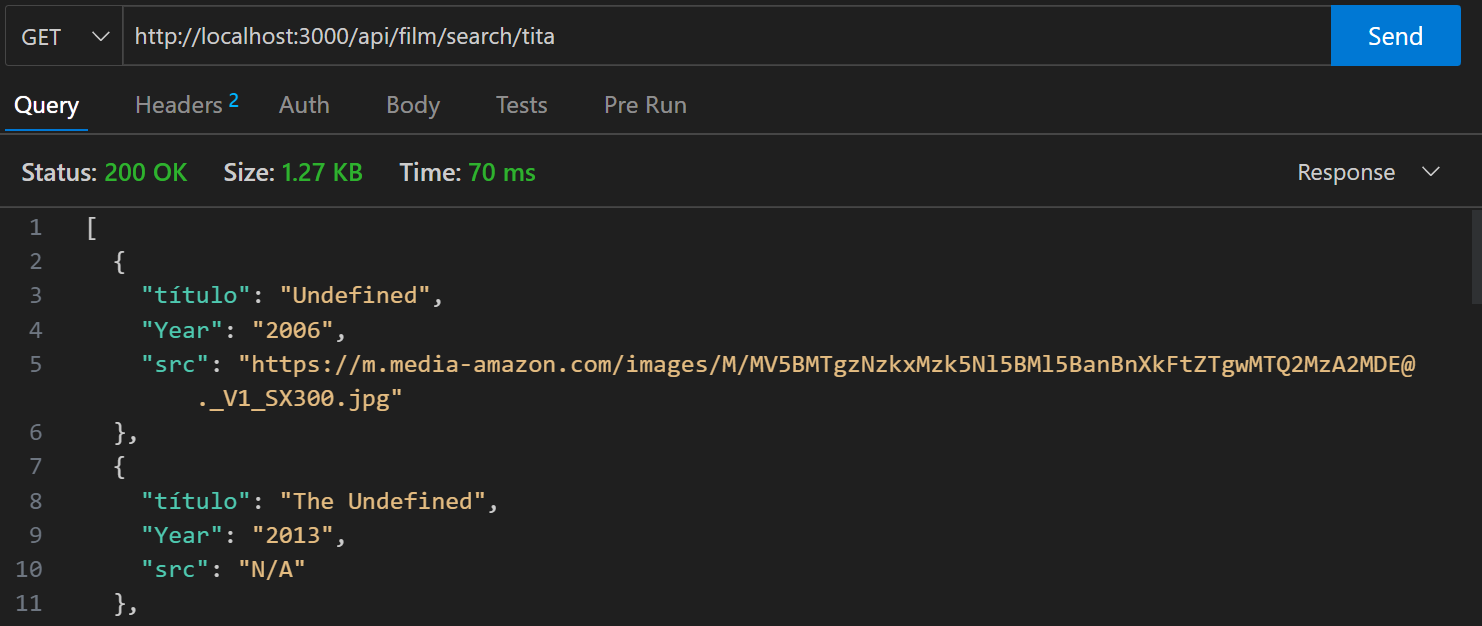 GET http://localhost:3000/api/film/search/tita Send
Query Headers 2 Auth Body Tests Pre Run
Status: 200 OK Size: 1.27 KB Time: 70 ms Response
1 [
2 {
3 "título": "Undefined",
4 "Year": "2006",
5 "src": "https://m.media-amazon.com/images/M/MV5BMTgzNzkxMzk5Nl5BMl5BanBnXkFtZTgwMTQ2MzA2MDE@
._V1_SX300.jpg"
6 },
7 {
8 "título": "The Undefined",
9 "Year": "2013",
10 "src": "N/A"
11 },